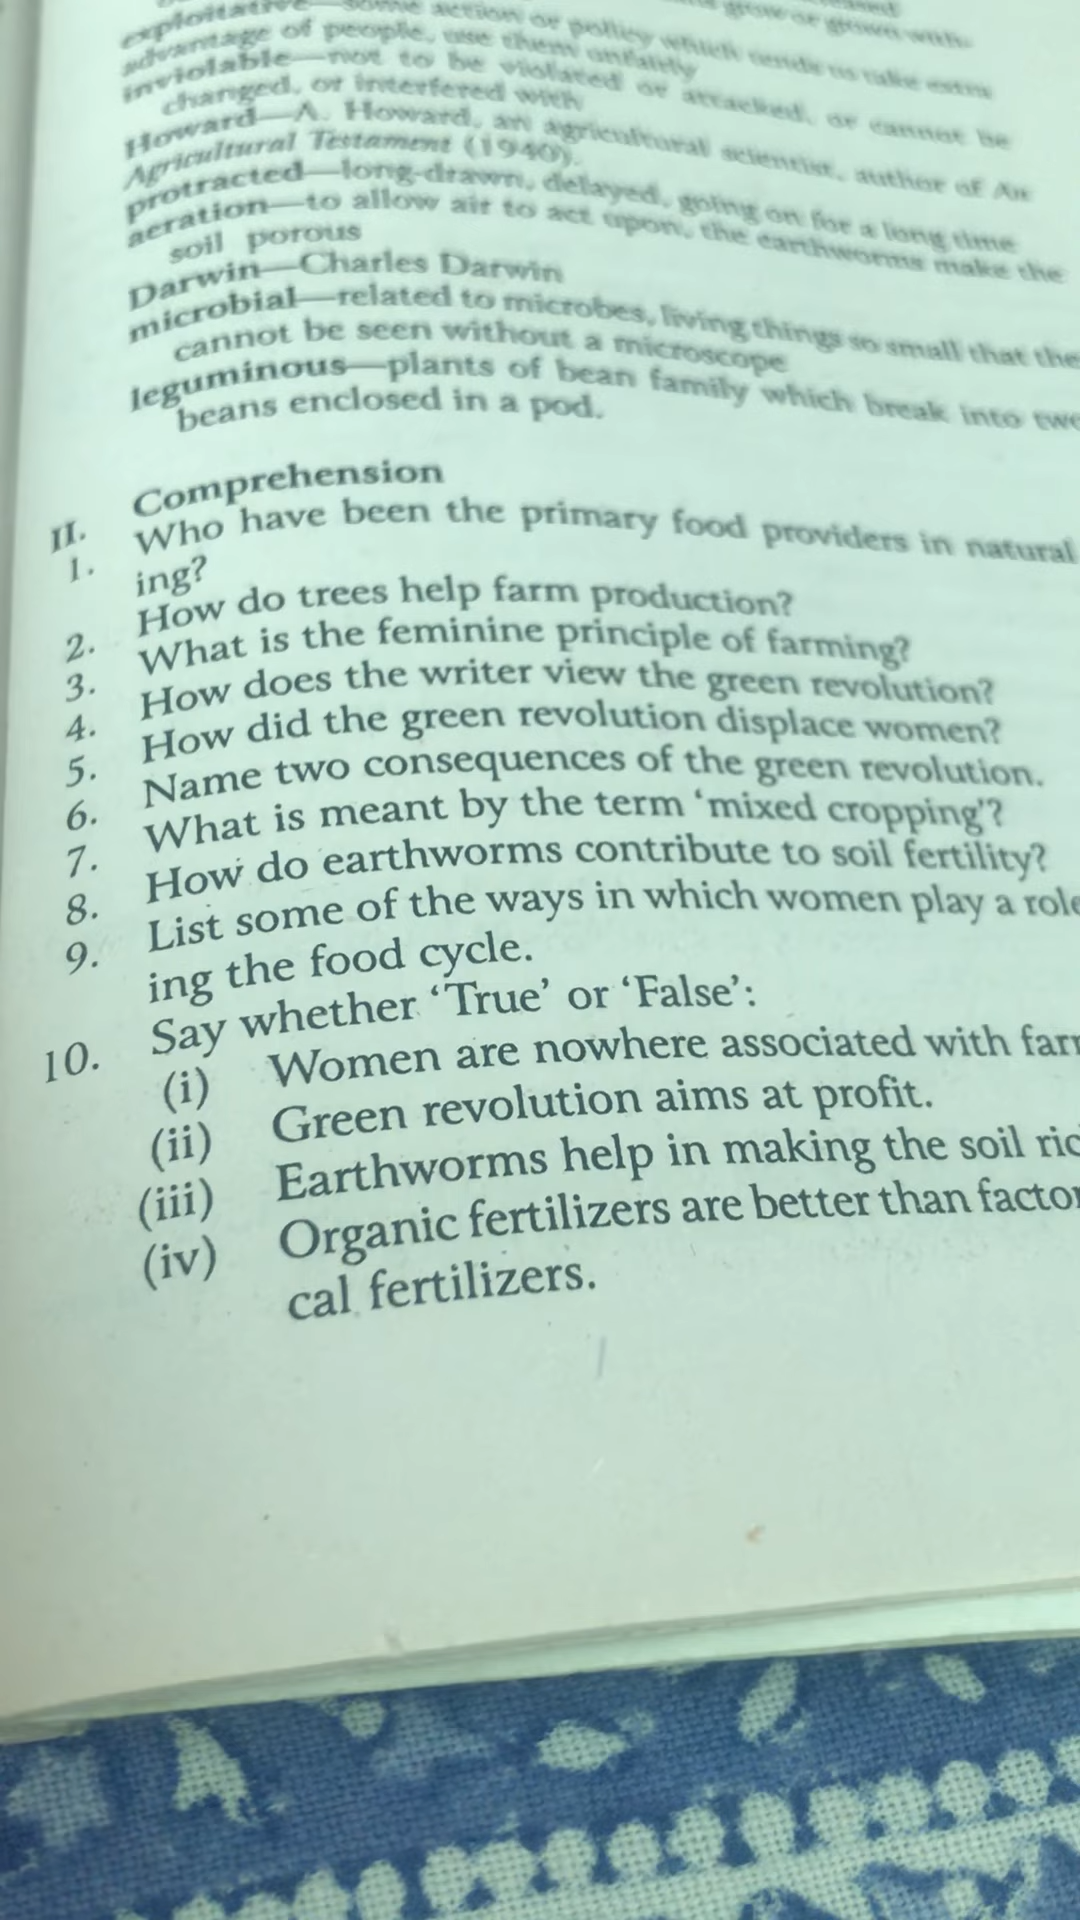 exploitative—some action or policy which tends to take extra
advantage of people, use them unfairly
inviolable—not to be violated or attacked, or cannot be
changed, or interfered with
Howard—A. Howard, an agricultural scientist, author of An
Agricultural Testament (1940).
protracted—long-drawn, delayed, going on for a long time
aeration—to allow air to act upon, the earthworms make the
soil porous
Darwin—Charles Darwin
microbial—related to microbes, living things so small that the
cannot be seen without a microscope
leguminous—plants of bean family which break into two
beans enclosed in a pod.
II. Comprehension
1. Who have been the primary food providers in natural
ing?
2. How do trees help farm production?
3. What is the feminine principle of farming?
4. How does the writer view the green revolution?
5. How did the green revolution displace women?
6. Name two consequences of the green revolution.
7. What is meant by the term ‘mixed cropping’?
8. How do earthworms contribute to soil fertility?
9. List some of the ways in which women play a role
ing the food cycle.
10. Say whether ‘True’ or ‘False’:
(i) Women are nowhere associated with farm
(ii) Green revolution aims at profit.
(iii) Earthworms help in making the soil ric
(iv) Organic fertilizers are better than factor
cal fertilizers.